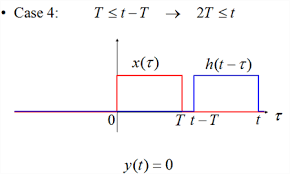 • Case 4: T ≤ t − T → 2T ≤ t
x(τ) h(t − τ)
0 T t − T t τ
y(t) = 0